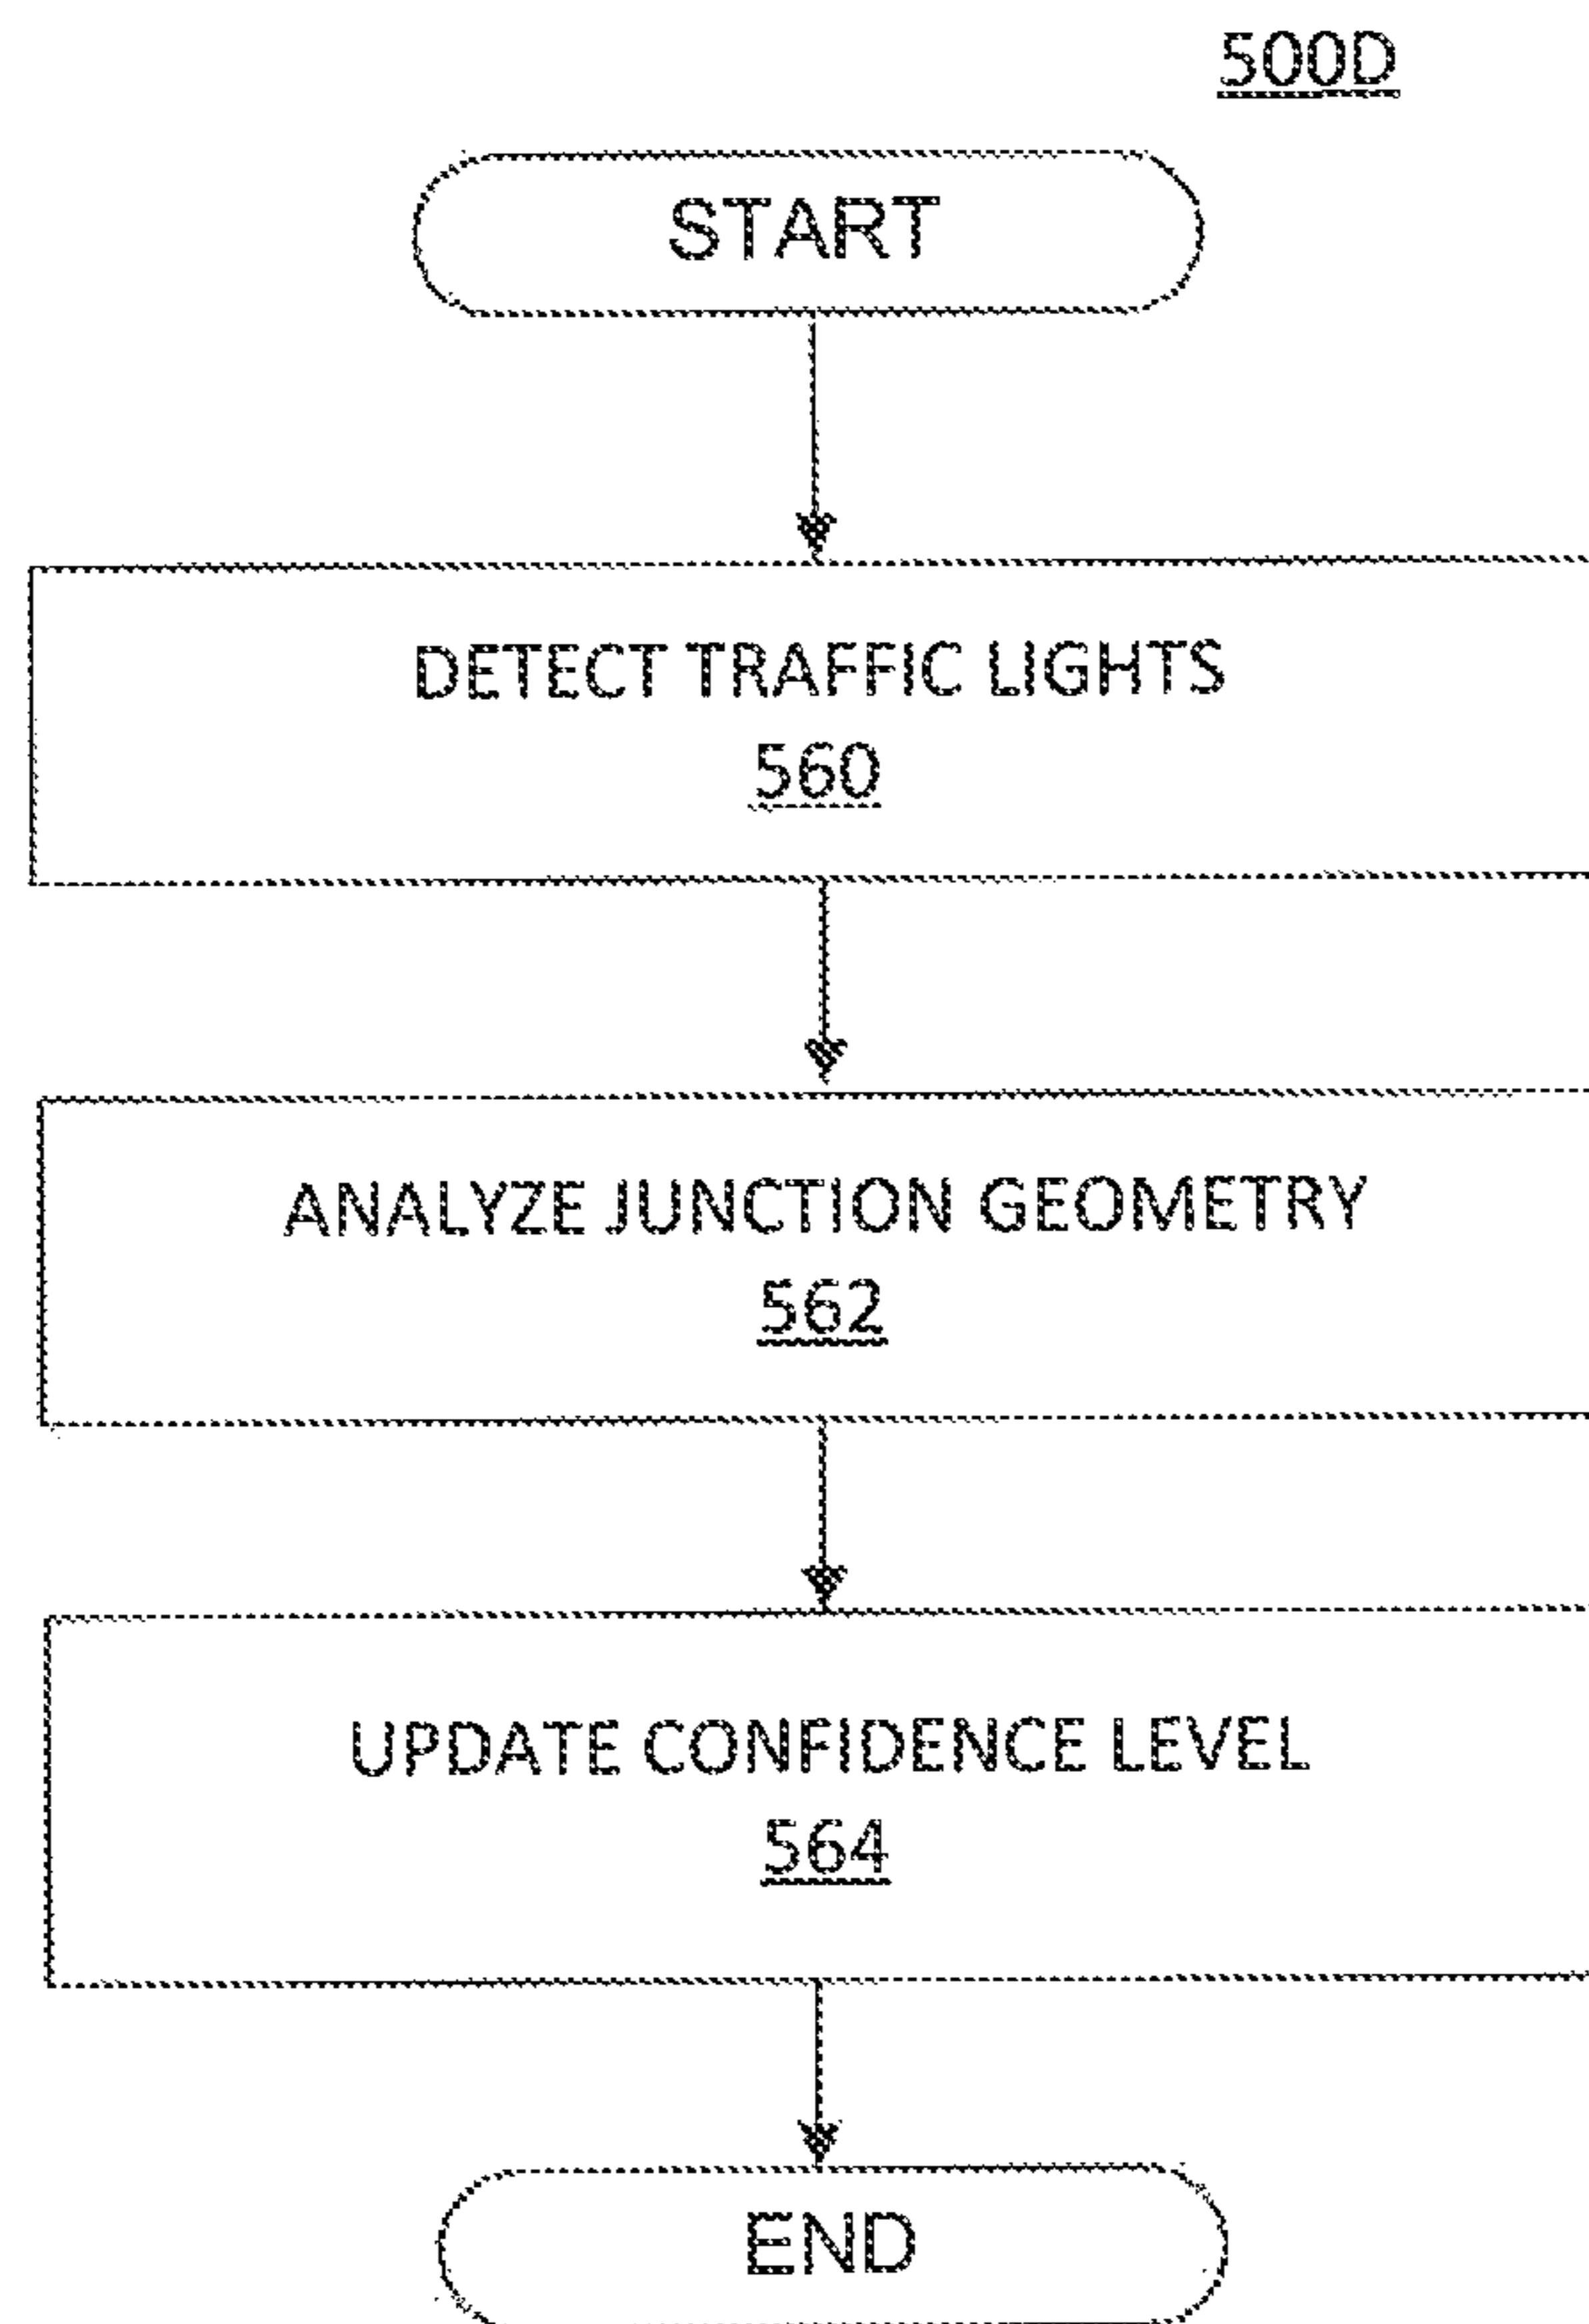 500D
START
DETECT TRAFFIC LIGHTS
560
ANALYZE JUNCTION GEOMETRY
562
UPDATE CONFIDENCE LEVEL
564
END